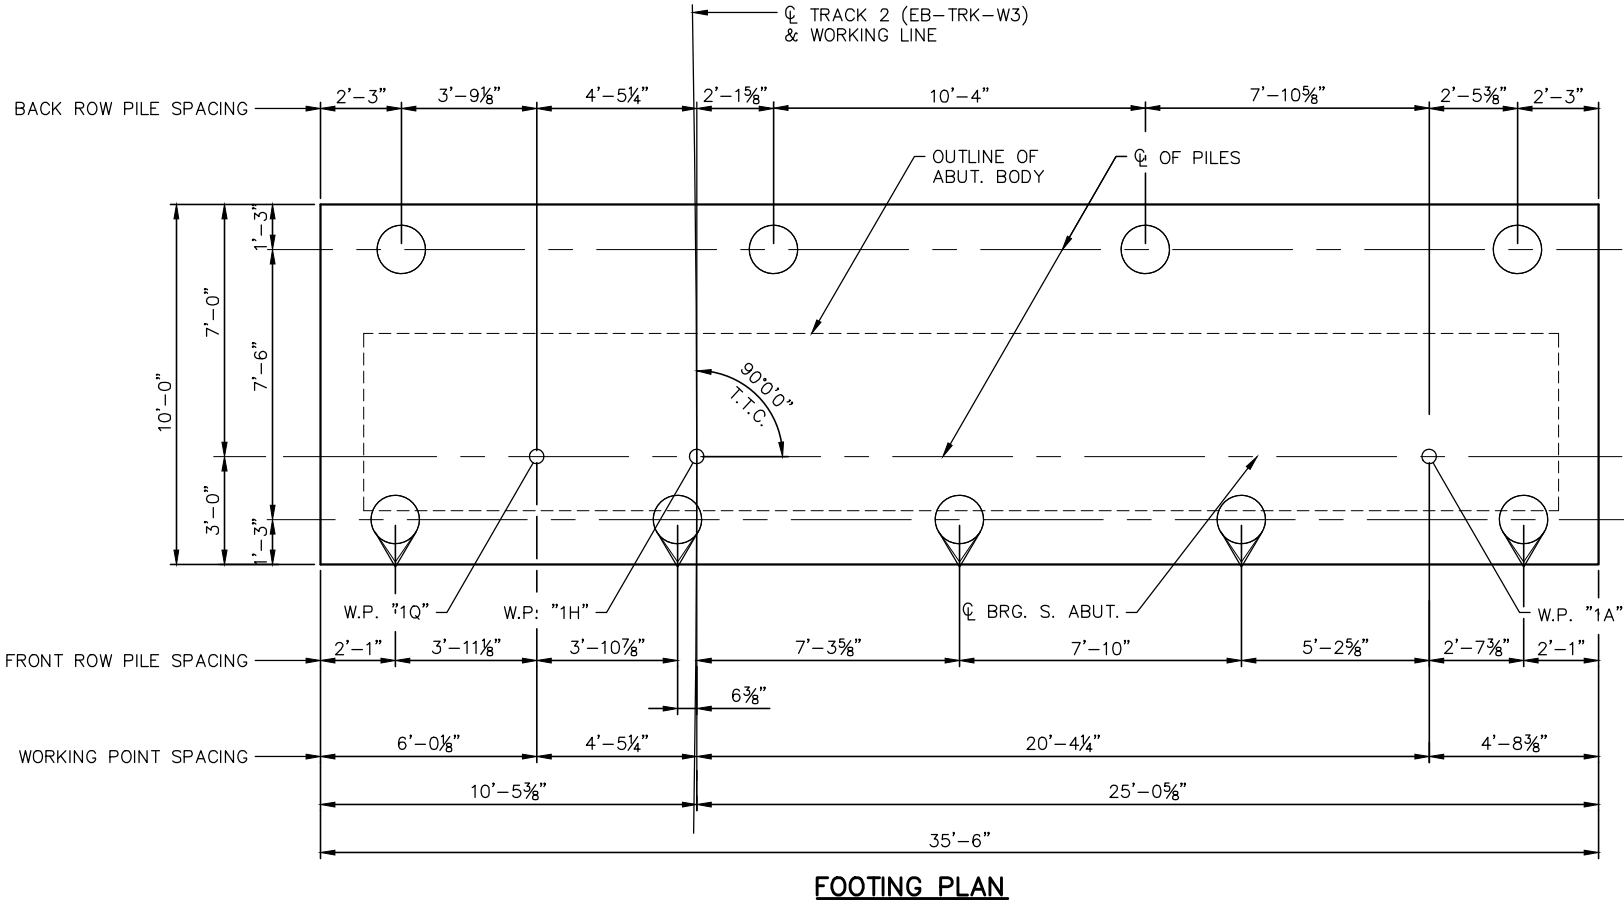 ℄ TRACK 2 (EB-TRK-W3)
& WORKING LINE
BACK ROW PILE SPACING
2'-3"
3'-9⅛"
4'-5¼"
2'-1⅝"
10'-4"
7'-10⅝"
2'-5⅜"
2'-3"
OUTLINE OF
ABUT. BODY
℄ OF PILES
1'-3"
7'-0"
7'-6"
10'-0"
90°0'0"
T.T.C.
3'-0"
1'-3"
W.P. "1Q"
W.P. "1H"
℄ BRG. S. ABUT.
W.P. "1A"
FRONT ROW PILE SPACING
2'-1"
3'-11⅛"
3'-10⅞"
7'-3⅝"
7'-10"
5'-2⅝"
2'-7⅜"
2'-1"
6⅜"
WORKING POINT SPACING
6'-0⅛"
4'-5¼"
20'-4¼"
4'-8⅜"
10'-5⅜"
25'-0⅝"
35'-6"
FOOTING PLAN